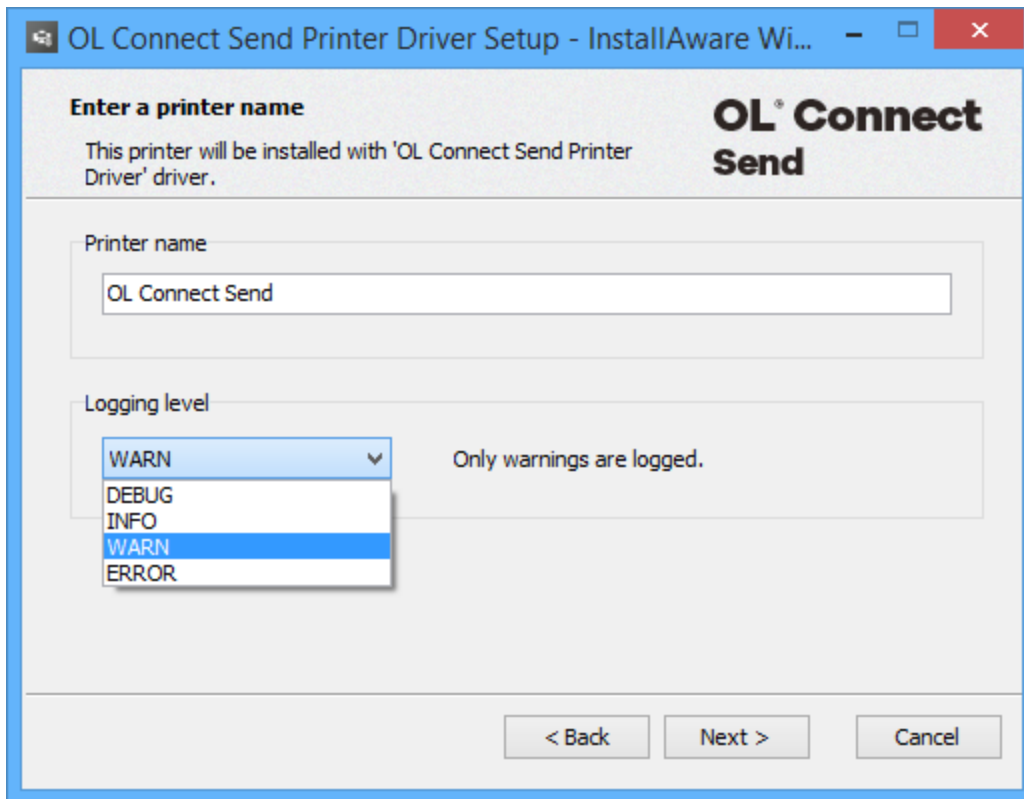 OL Connect Send Printer Driver Setup - InstallAware Wi...
Enter a printer name
This printer will be installed with 'OL Connect Send Printer
Driver' driver.
OL® Connect
Send
Printer name
OL Connect Send
Logging level
WARN
Only warnings are logged.
DEBUG
INFO
WARN
ERROR
< Back
Next >
Cancel